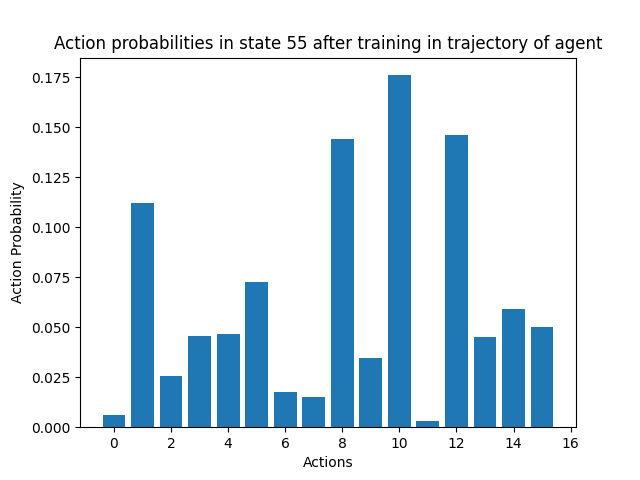 Action probabilities in state 55 after training in trajectory of agent
0.175
0.150
0.125
0.100
0.075
0.050
0.025
0.000
Action Probability
0 2 4 6 8 10 12 14 16
Actions